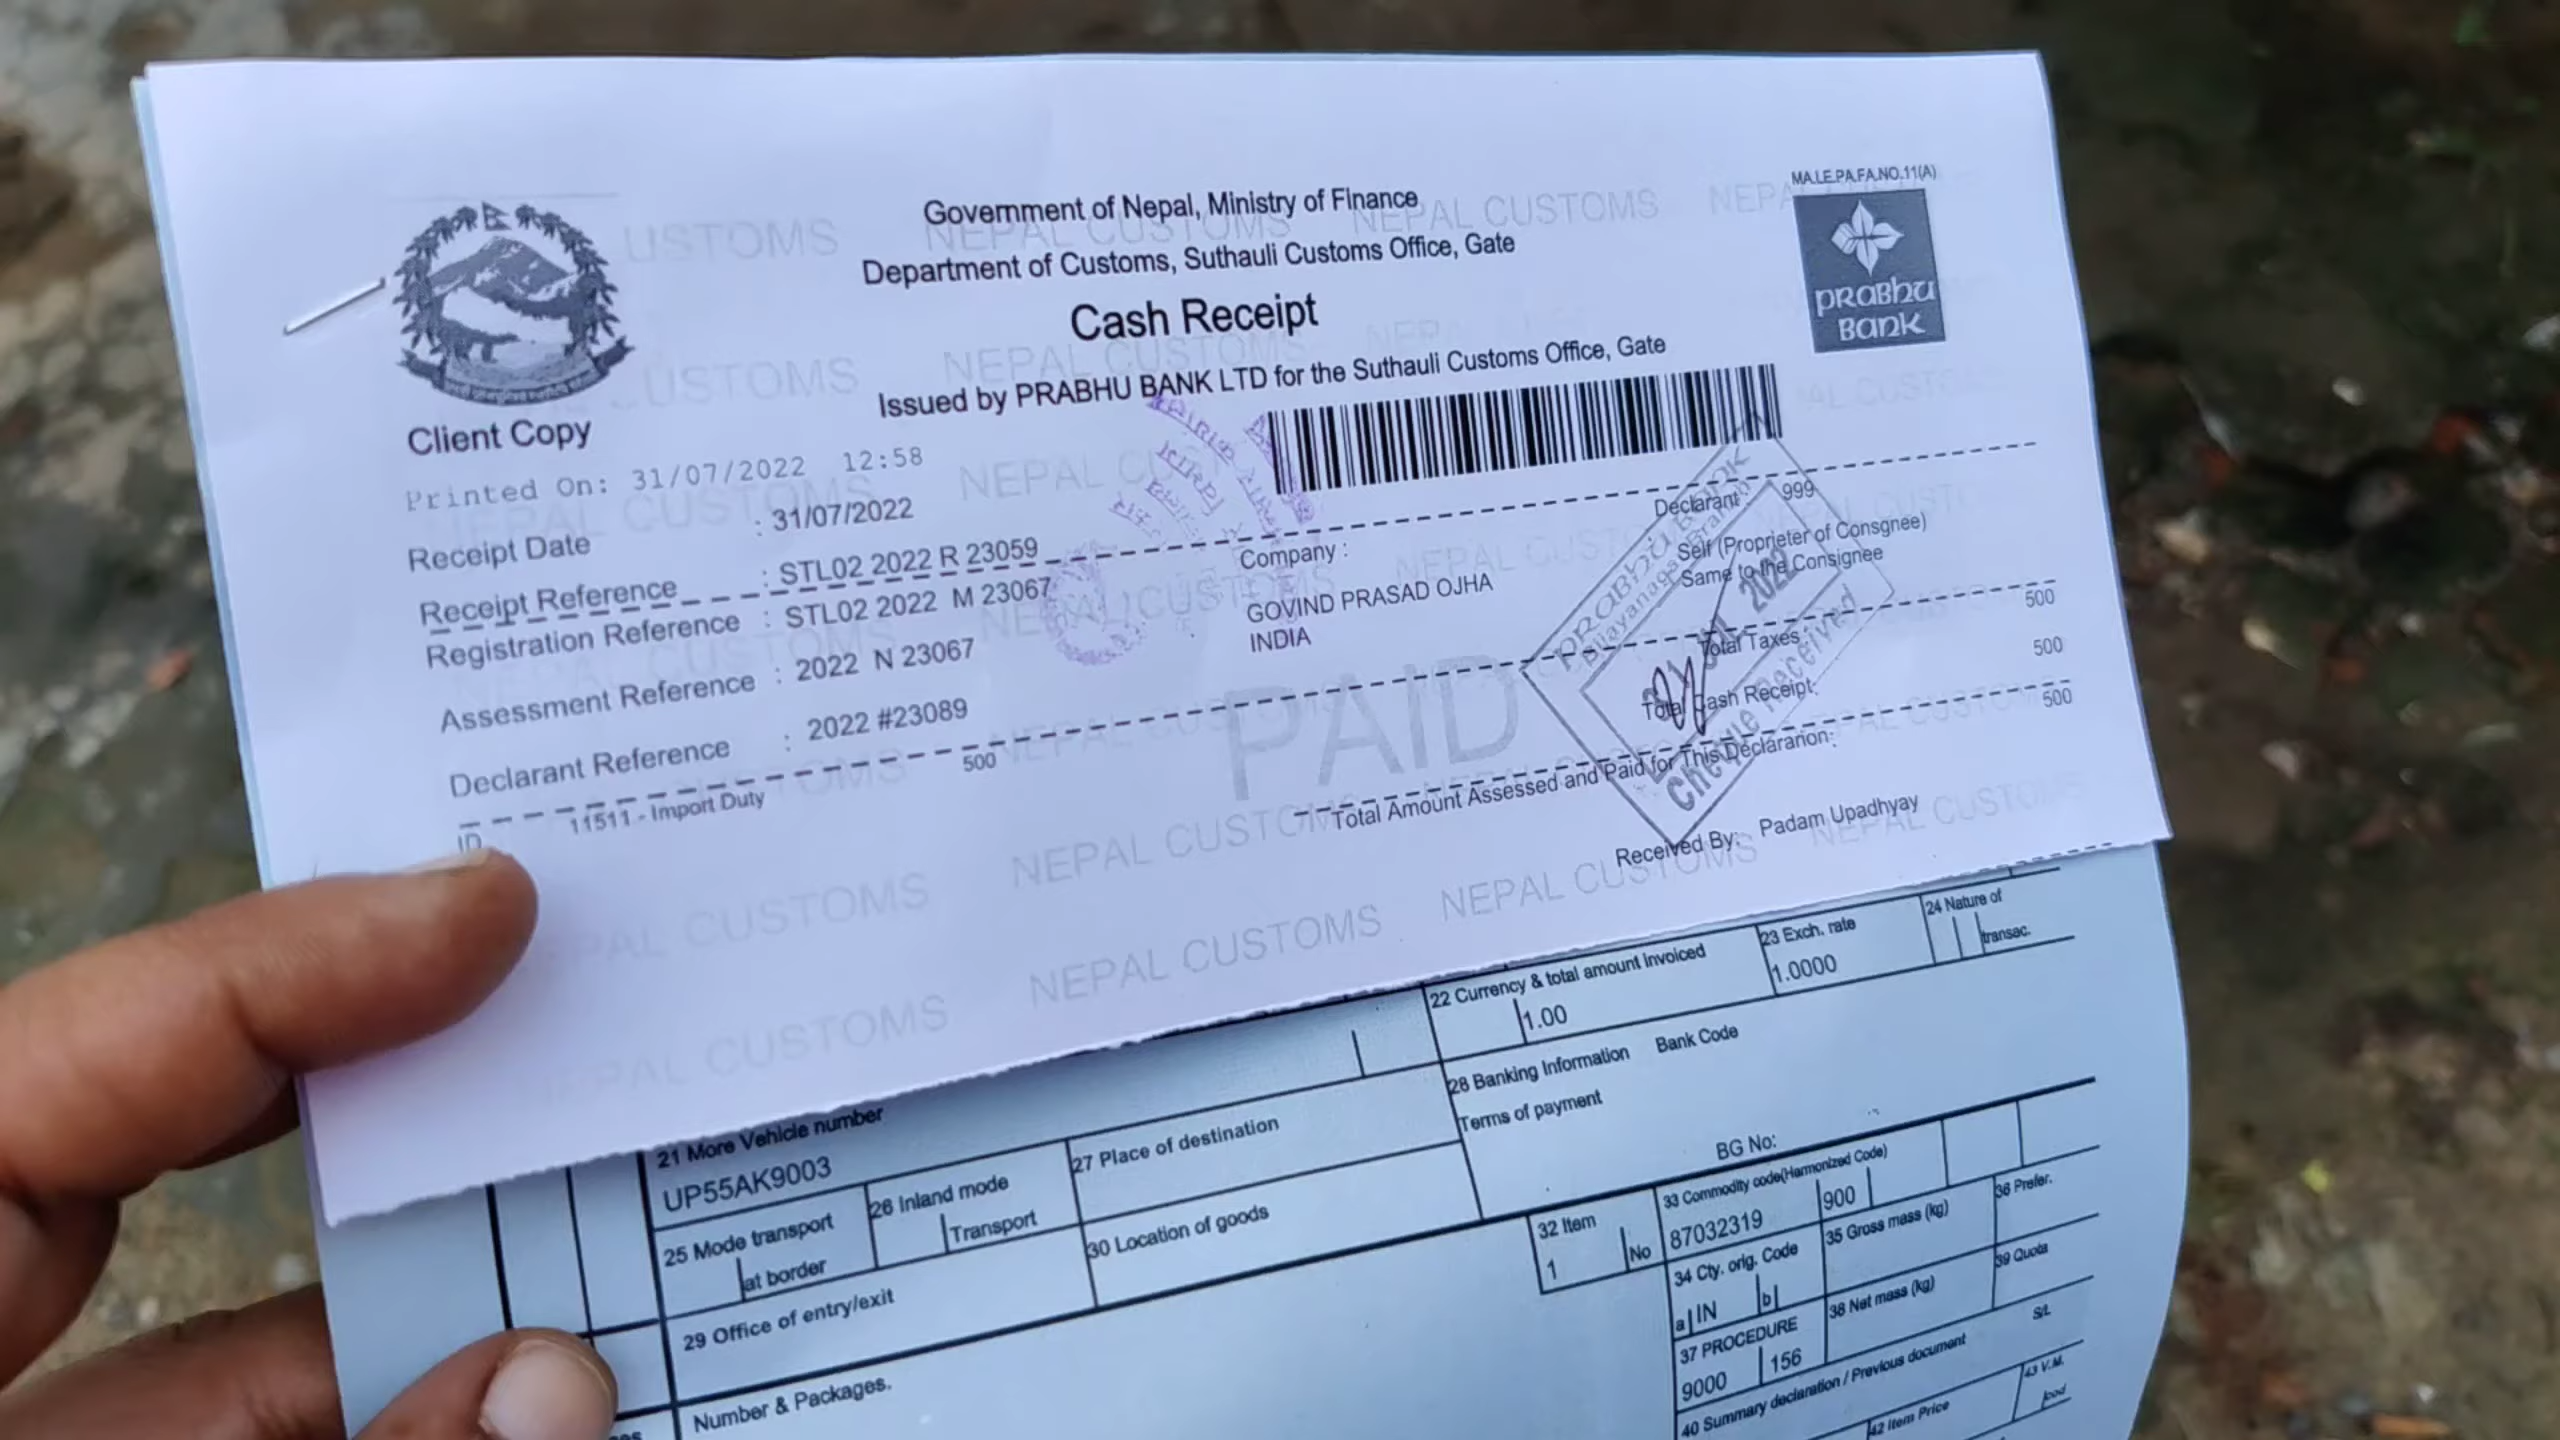 MA.LE.PA.FA.NO.11(A)
Government of Nepal, Ministry of Finance
Department of Customs, Suthauli Customs Office, Gate
Cash Receipt
Issued by PRABHU BANK LTD for the Suthauli Customs Office, Gate
PRABHU
BANK
Client Copy
Printed On: 31/07/2022 12:58
Receipt Date : 31/07/2022
Receipt Reference : STL02 2022 R 23059
Registration Reference : STL02 2022 M 23067
Assessment Reference : 2022 N 23067
Declarant Reference : 2022 #23089
ID 11511 - Import Duty 500
Company :
GOVIND PRASAD OJHA
INDIA
Declarant 999
Self (Proprieter of Consgnee)
Same to the Consignee
Total Taxes: 500
Total Cash Receipt: 500
Total Amount Assessed and Paid for This Declararion: 500
Received By: Padam Upadhyay
PAID
PRABHU BANK
2022
Cheque Received
NEPAL CUSTOMS
21 More Vehicle number
UP55AK9003
22 Currency & total amount invoiced
1.00
23 Exch. rate
1.0000
24 Nature of
transac.
25 Mode transport
at border
26 Inland mode
Transport
27 Place of destination
28 Banking Information Bank Code
Terms of payment
BG No:
29 Office of entry/exit
30 Location of goods
Number & Packages.
32 Item
1 No
33 Commodity code(Harmonized Code)
87032319 900
34 Cty. orig. Code
a IN b
35 Gross mass (kg)
36 Prefer.
37 PROCEDURE
9000 156
38 Net mass (kg)
39 Quota
40 Summary declaration / Previous document
S/L
42 Item Price
43 V.M.